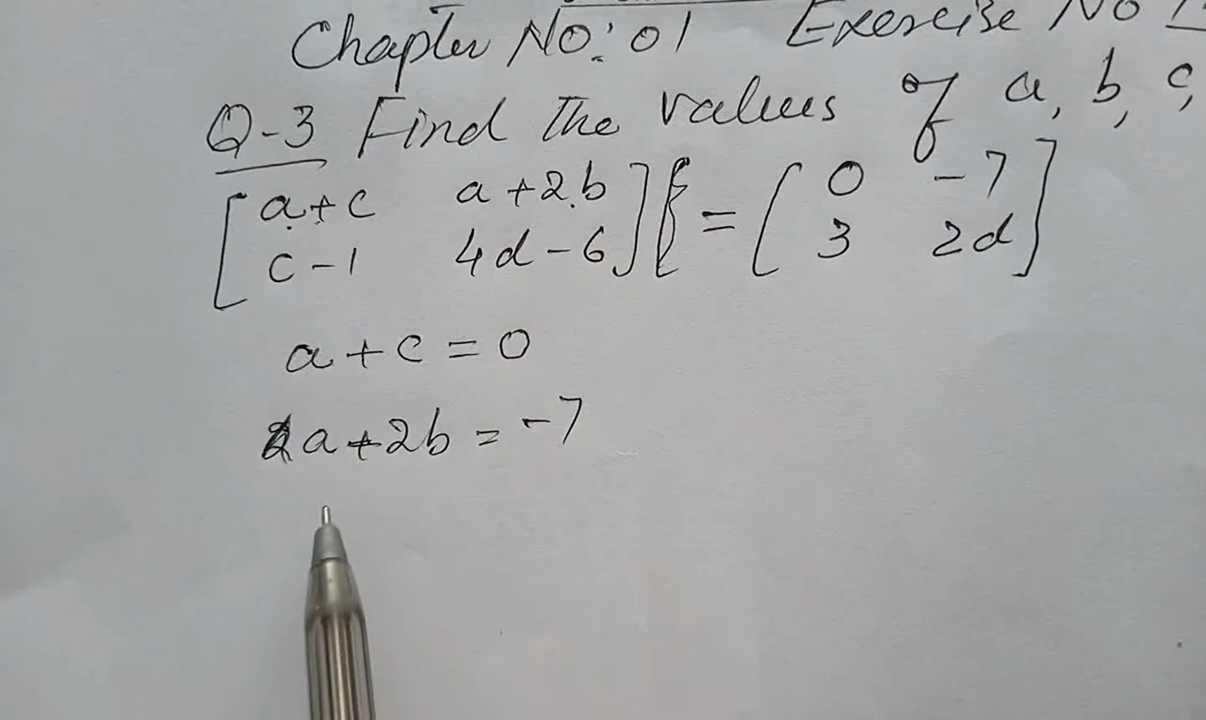 Chapter No: 01 Exercise No
Q-3 Find the values of a, b, c,
[a+c a+2b] = [0 -7]
[c-1 4d-6] [3 2d]
a+c=0
a+2b=-7